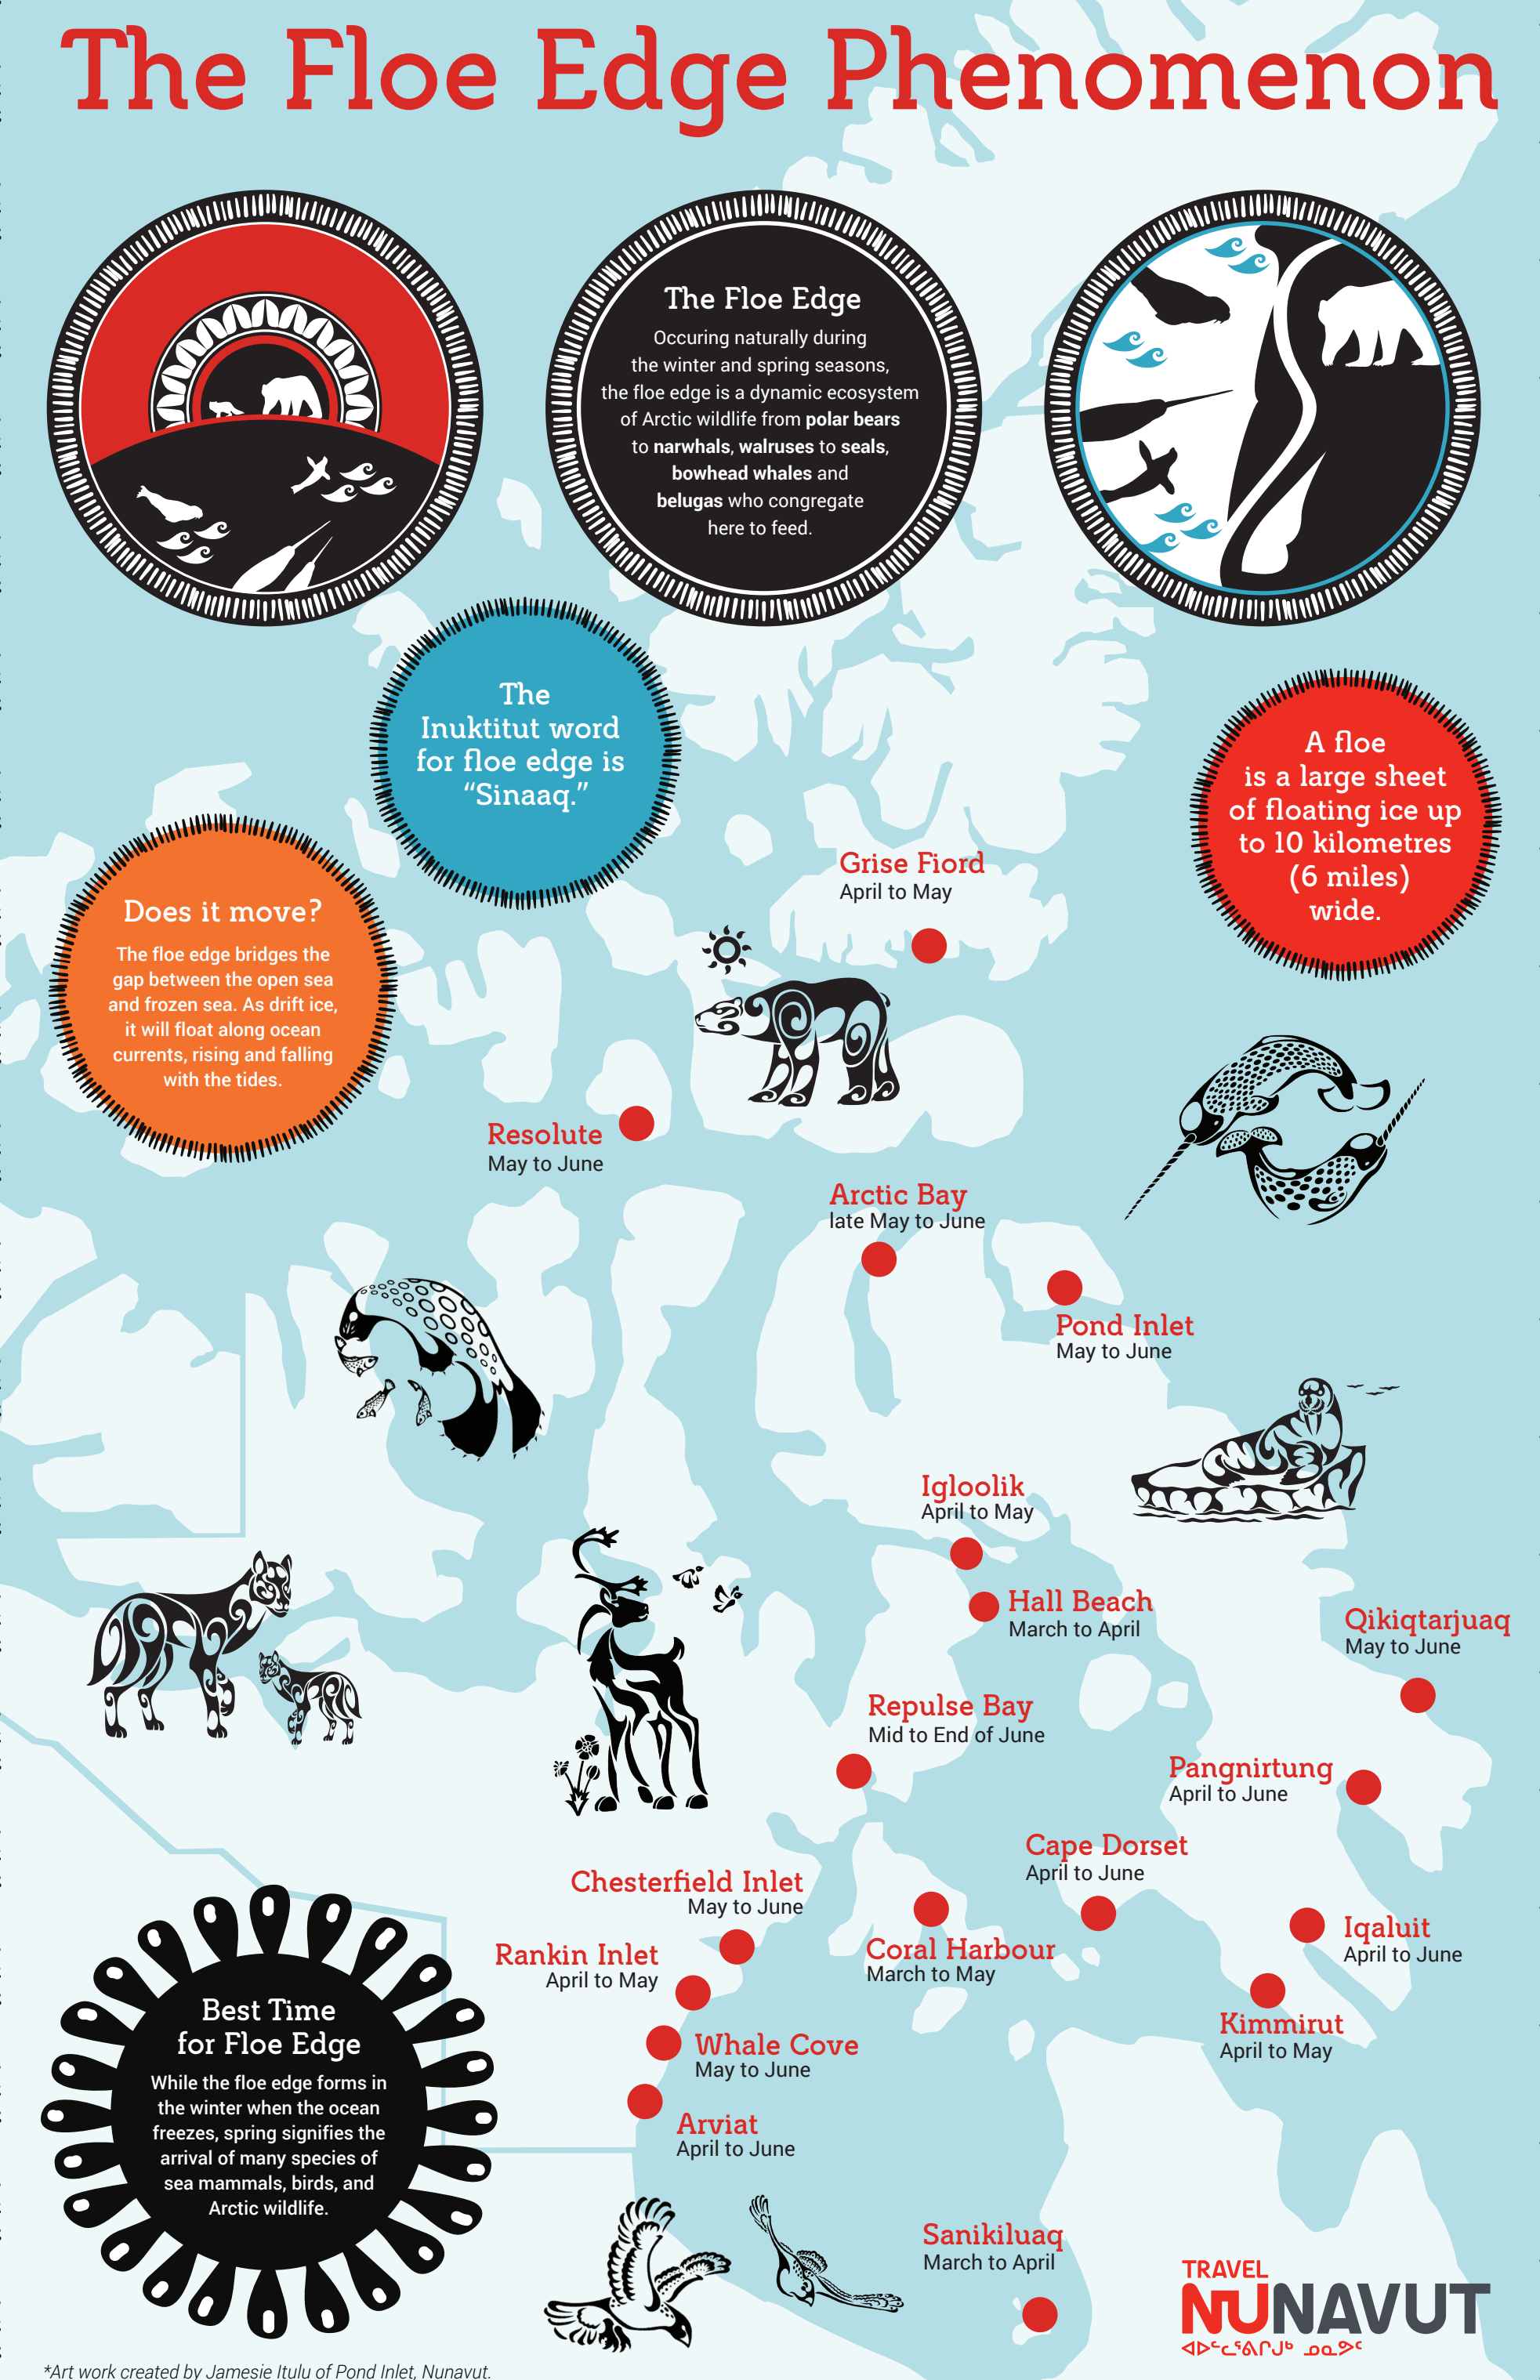 The Floe Edge Phenomenon
The Floe Edge
Occuring naturally during
the winter and spring seasons,
the floe edge is a dynamic ecosystem
of Arctic wildlife from polar bears
to narwhals, walruses to seals,
bowhead whales and
belugas who congregate
here to feed.
The
Inuktitut word
for floe edge is
“Sinaaq.”
A floe
is a large sheet
of floating ice up
to 10 kilometres
(6 miles)
wide.
Does it move?
The floe edge bridges the
gap between the open sea
and frozen sea. As drift ice,
it will float along ocean
currents, rising and falling
with the tides.
Grise Fiord
April to May
Resolute
May to June
Arctic Bay
late May to June
Pond Inlet
May to June
Igloolik
April to May
Hall Beach
March to April
Qikiqtarjuaq
May to June
Repulse Bay
Mid to End of June
Pangnirtung
April to June
Cape Dorset
April to June
Chesterfield Inlet
May to June
Rankin Inlet
April to May
Coral Harbour
March to May
Iqaluit
April to June
Kimmirut
April to May
Whale Cove
May to June
Arviat
April to June
Best Time
for Floe Edge
While the floe edge forms in
the winter when the ocean
freezes, spring signifies the
arrival of many species of
sea mammals, birds, and
Arctic wildlife.
Sanikiluaq
March to April
TRAVEL
NUNAVUT
ᐊᐅᓪᓚᕐᕕᒋᒍᒃ ᓄᓇᕗᑦ
*Art work created by Jamesie Itulu of Pond Inlet, Nunavut.